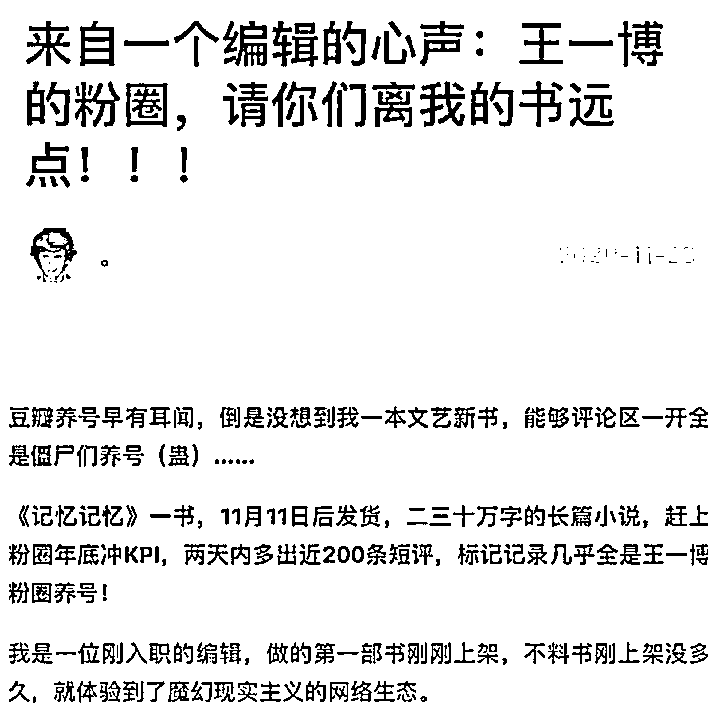 来自一个编辑的心声：王一博
的粉圈，请你们离我的书远
点！！！
。
豆瓣养号早有耳闻，倒是没想到我一本文艺新书，能够评论区一开全
是僵尸们养号（蛊）......
《记忆记忆》一书，11月11日后发货，二三十万字的长篇小说，赶上
粉圈年底冲KPI，两天内多出近200条短评，标记记录几乎全是王一博
粉圈养号！
我是一位刚入职的编辑，做的第一部书刚刚上架，不料书刚上架没多
久，就体验到了魔幻现实主义的网络生态。